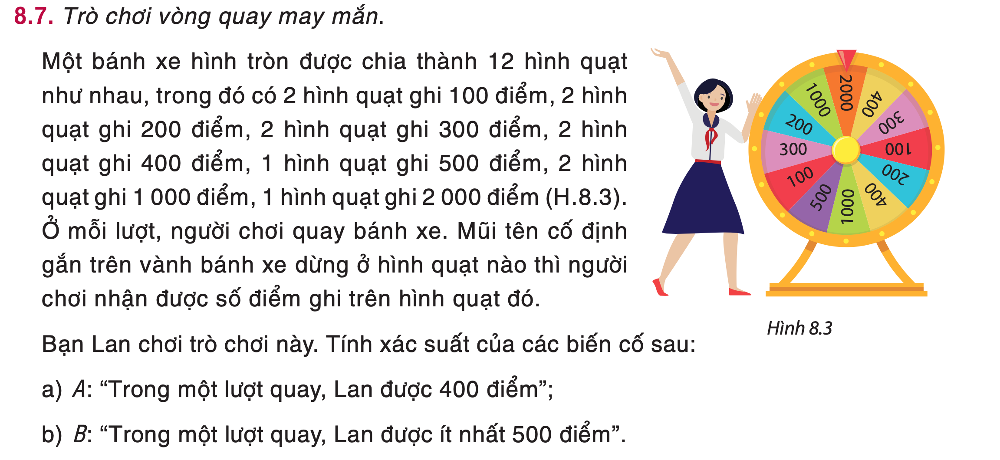 8.7. Trò chơi vòng quay may mắn.
Một bánh xe hình tròn được chia thành 12 hình quạt
như nhau, trong đó có 2 hình quạt ghi 100 điểm, 2 hình
quạt ghi 200 điểm, 2 hình quạt ghi 300 điểm, 2 hình
quạt ghi 400 điểm, 1 hình quạt ghi 500 điểm, 2 hình
quạt ghi 1 000 điểm, 1 hình quạt ghi 2 000 điểm (H.8.3).
Ở mỗi lượt, người chơi quay bánh xe. Mũi tên cố định
gắn trên vành bánh xe dừng ở hình quạt nào thì người
chơi nhận được số điểm ghi trên hình quạt đó.
2000
400
300
100
200
400
1000
500
100
300
200
1000
Hình 8.3
Bạn Lan chơi trò chơi này. Tính xác suất của các biến cố sau:
a) A: “Trong một lượt quay, Lan được 400 điểm”;
b) B: “Trong một lượt quay, Lan được ít nhất 500 điểm”.